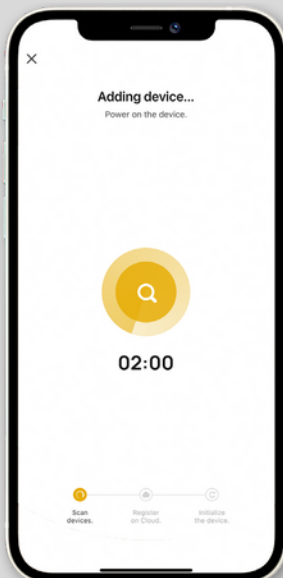 Adding device...
Power on the device.
02:00
Scan
devices.
Register
on Cloud.
Initialize
the device.